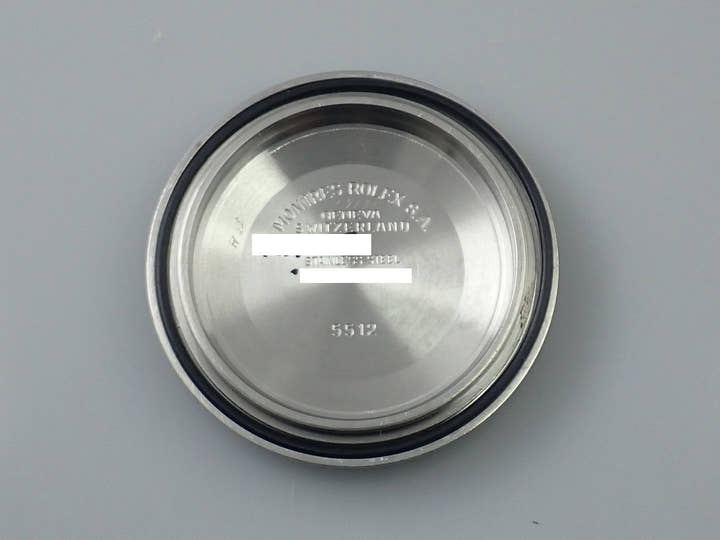 MONTRES ROLEX S.A.
GENEVA
SWITZERLAND
STAINLESS STEEL
5512